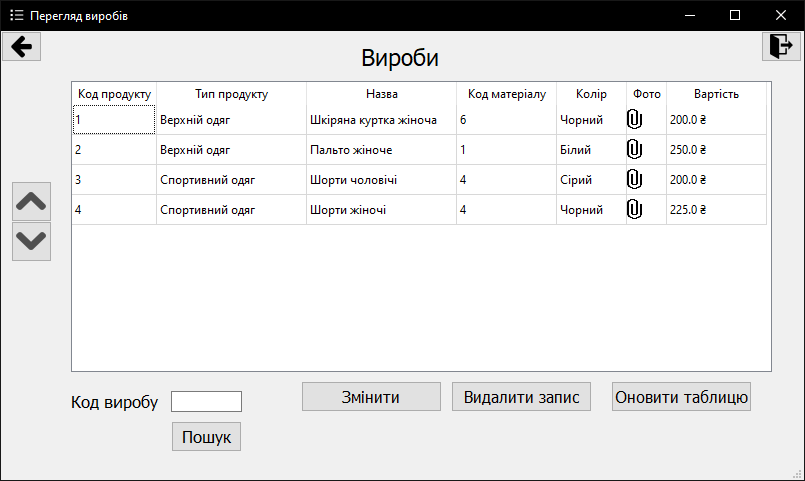 Перегляд виробів
Вироби
Код продукту Тип продукту Назва Код матеріалу Колір Фото Вартість
1 Верхній одяг Шкіряна куртка жіноча 6 Чорний 200.0 ₴
2 Верхній одяг Пальто жіноче 1 Білий 250.0 ₴
3 Спортивний одяг Шорти чоловічі 4 Сірий 200.0 ₴
4 Спортивний одяг Шорти жіночі 4 Чорний 225.0 ₴
Код виробу Змінити Видалити запис Оновити таблицю
Пошук